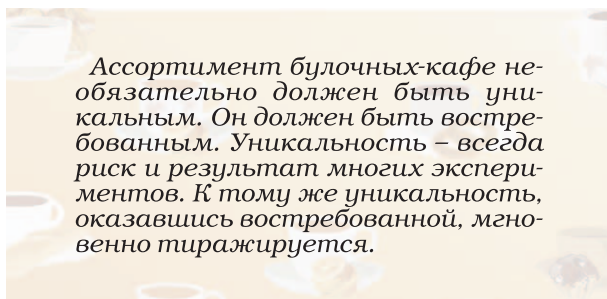 Ассортимент булочных-кафе не-
обязательно должен быть уни-
кальным. Он должен быть востре-
бованным. Уникальность – всегда
риск и результат многих экспери-
ментов. К тому же уникальность,
оказавшись востребованной, мгно-
венно тиражируется.